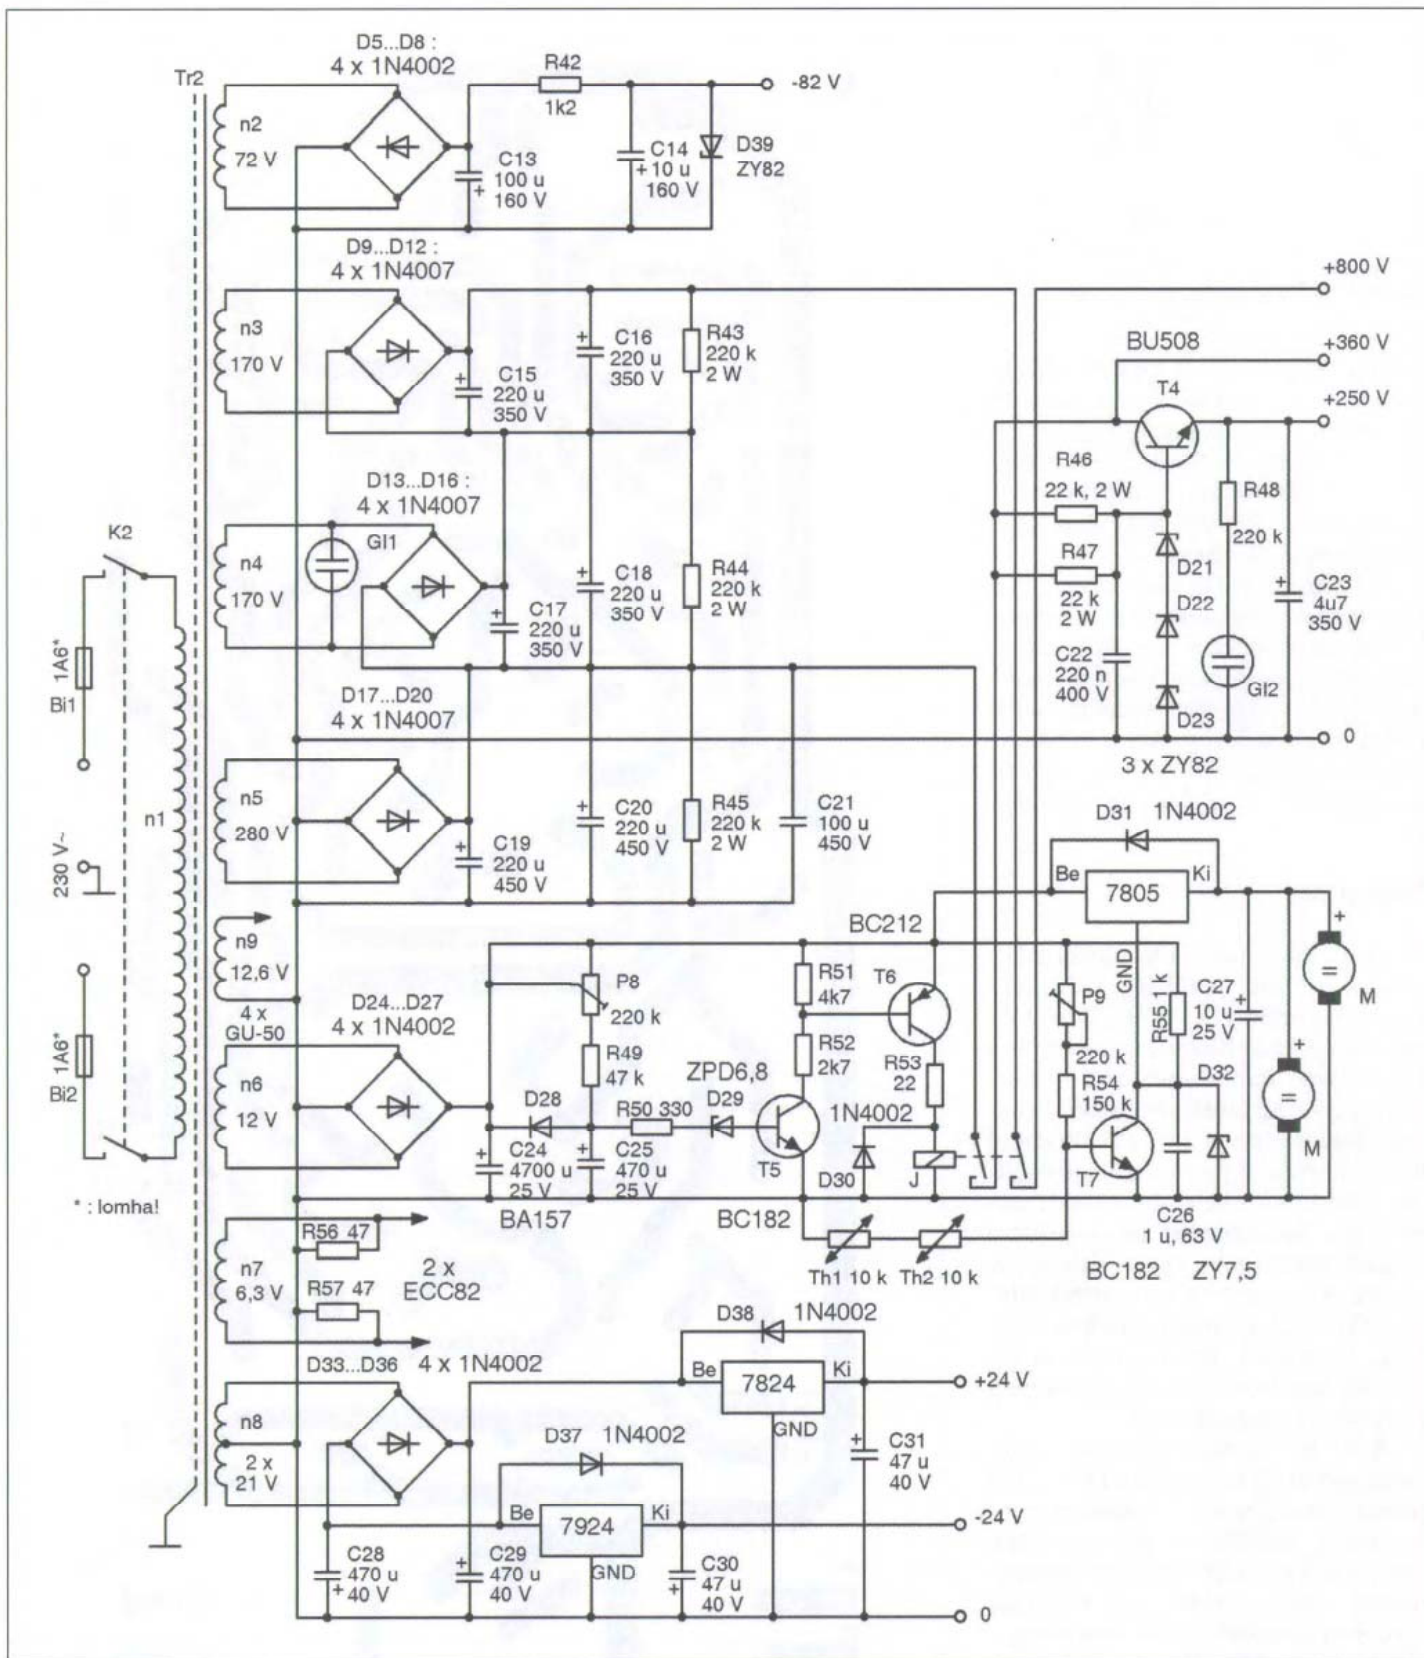 D5...D8 :
4 x 1N4002
Tr2
n2
72 V
R42
1k2
-82 V
C13
100 u
160 V
+
C14
10 u
160 V
+
D39
ZY82
D9...D12 :
4 x 1N4007
n3
170 V
+
C15
220 u
350 V
+
C16
220 u
350 V
R43
220 k
2 W
+800 V
+360 V
+250 V
BU508
T4
R46
22 k, 2 W
R47
22 k
2 W
C22
220 n
400 V
D21
D22
D23
R48
220 k
Gl2
+
C23
4u7
350 V
0
3 x ZY82
D13...D16 :
4 x 1N4007
n4
170 V
Gl1
+
C17
220 u
350 V
+
C18
220 u
350 V
R44
220 k
2 W
K2
1A6*
Bi1
230 V~
1A6*
Bi2
n1
* : lomha!
D17...D20
4 x 1N4007
n5
280 V
+
C19
220 u
450 V
+
C20
220 u
450 V
R45
220 k
2 W
+
C21
100 u
450 V
n9
12,6 V
4 x
GU-50
D24...D27
4 x 1N4002
n6
12 V
P8
220 k
R49
47 k
D28
R50 330
ZPD6,8
D29
+
C24
4700 u
25 V
+
C25
470 u
25 V
BA157
R51
4k7
R52
2k7
T5
BC182
BC212
T6
R53
22
1N4002
D30
J
D31
1N4002
Be
7805
Ki
GND
P9
220 k
R54
150 k
T7
R55 1 k
C27
10 u
25 V
+
D32
C26
1 u, 63 V
BC182
ZY7,5
+
=
M
+
=
M
Th1 10 k
Th2 10 k
n7
6,3 V
R56 47
R57 47
2 x
ECC82
D33...D36
4 x 1N4002
n8
2 x
21 V
D38
1N4002
Be
7824
Ki
GND
+24 V
D37
1N4002
Be
7924
Ki
GND
-24 V
C28
470 u
40 V
+
+
C29
470 u
40 V
C30
47 u
40 V
+
+
C31
47 u
40 V
0